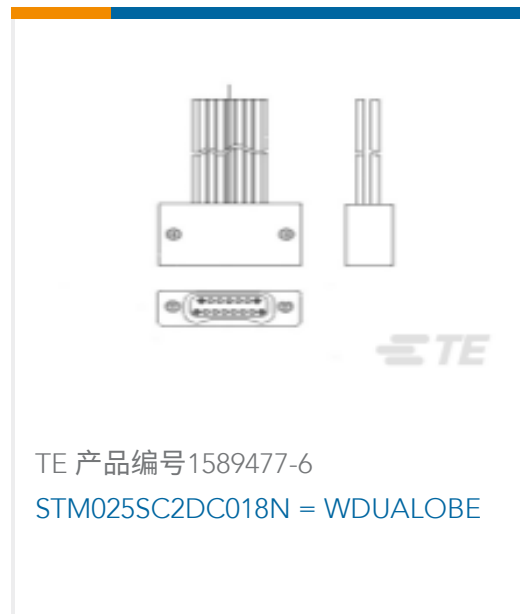 TE
TE 产品编号1589477-6
STM025SC2DC018N = WDUALOBE